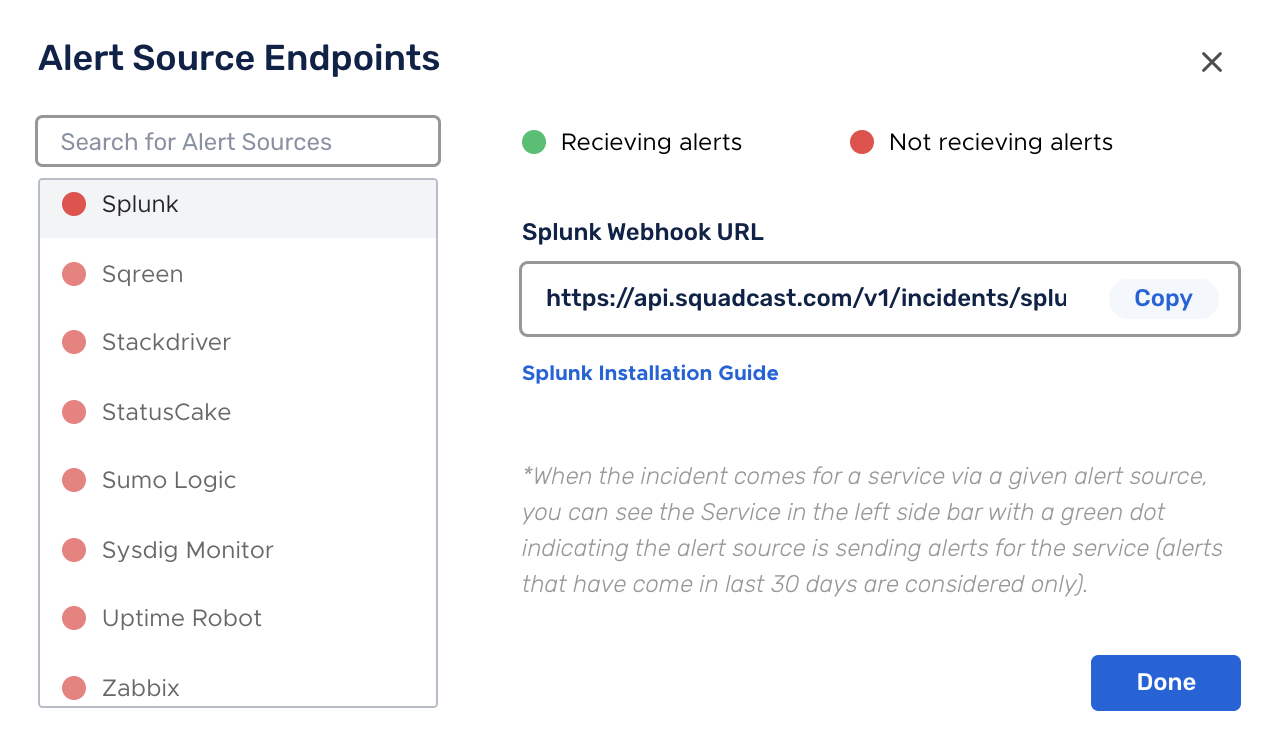 Alert Source Endpoints
Search for Alert Sources
Splunk
Sqreen
Stackdriver
StatusCake
Sumo Logic
Sysdig Monitor
Uptime Robot
Zabbix
Recieving alerts
Not recieving alerts
Splunk Webhook URL
https://api.squadcast.com/v1/incidents/splu
Copy
Splunk Installation Guide
*When the incident comes for a service via a given alert source,
you can see the Service in the left side bar with a green dot
indicating the alert source is sending alerts for the service (alerts
that have come in last 30 days are considered only).
Done